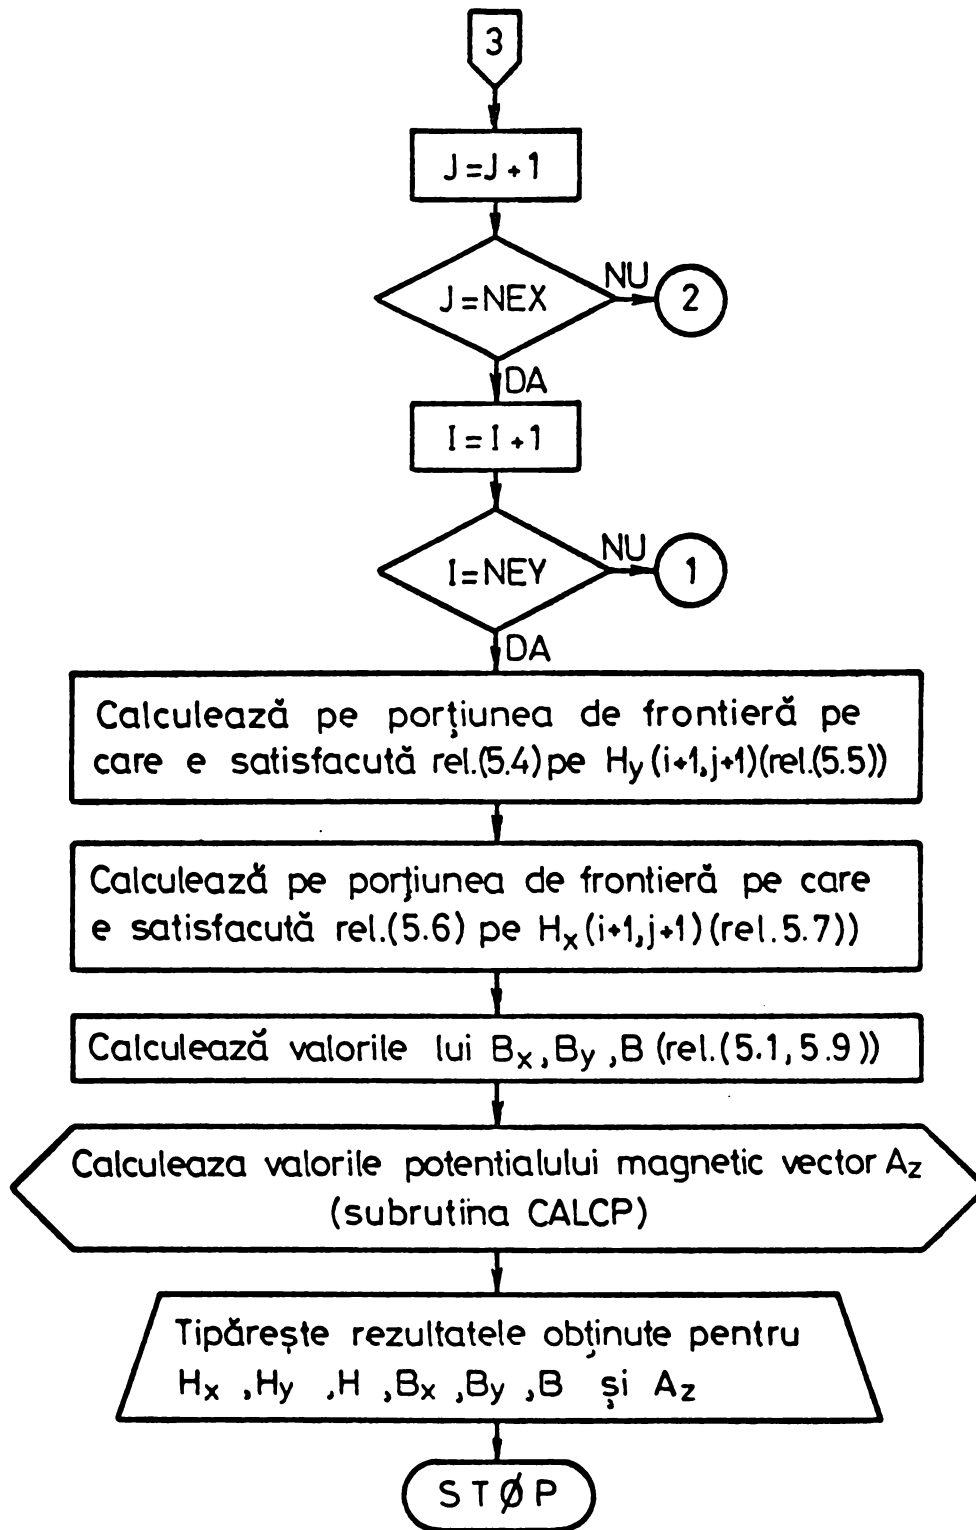 3
J=J+1
J=NEX
NU
2
DA
I=I+1
I=NEY
NU
1
DA
Calculează pe porţiunea de frontieră pe
care e satisfacută rel.(5.4) pe Hy(i+1,j+1)(rel.(5.5))
Calculează pe porţiunea de frontieră pe care
e satisfacută rel.(5.6) pe Hx(i+1,j+1)(rel.5.7))
Calculează valorile lui Bx,By,B (rel.(5.1,5.9))
Calculeaza valorile potentialului magnetic vector Az
(subrutina CALCP)
Tipăreşte rezultatele obţinute pentru
Hx ,Hy ,H ,Bx ,By ,B şi Az
STØP